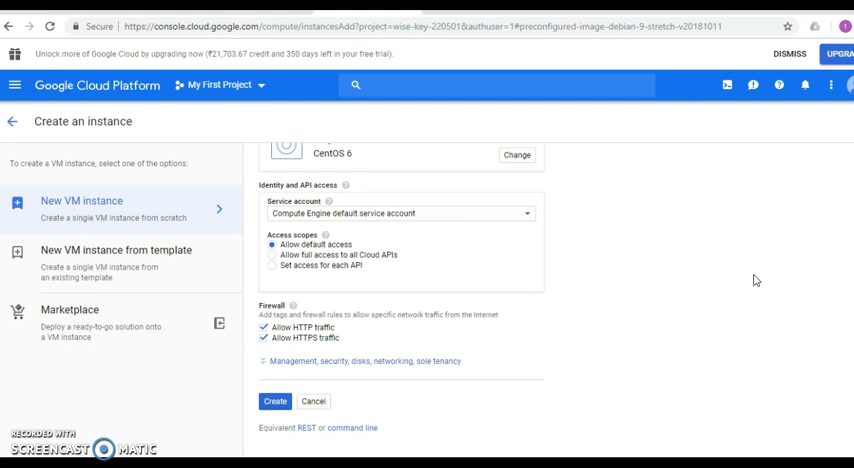 Secure
https://console.cloud.google.com/compute/instancesAdd?project=wise-key-220501&authuser=1#preconfigured-image-debian-9-stretch-v20181011
Unlock more of Google Cloud by upgrading now (₹21,703.67 credit and 350 days left in your free trial).
DISMISS
UPGRA
Google Cloud Platform
My First Project
Create an instance
To create a VM instance, select one of the options:
New VM instance
Create a single VM instance from scratch
New VM instance from template
Create a single VM instance from
an existing template
Marketplace
Deploy a ready-to-go solution onto
a VM instance
CentOS 6
Change
Identity and API access
Service account
Compute Engine default service account
Access scopes
Allow default access
Allow full access to all Cloud APIs
Set access for each API
Firewall
Add tags and firewall rules to allow specific network traffic from the Internet
Allow HTTP traffic
Allow HTTPS traffic
Management, security, disks, networking, sole tenancy
Create
Cancel
Equivalent REST or command line
RECORDED WITH
SCREENCAST MATIC